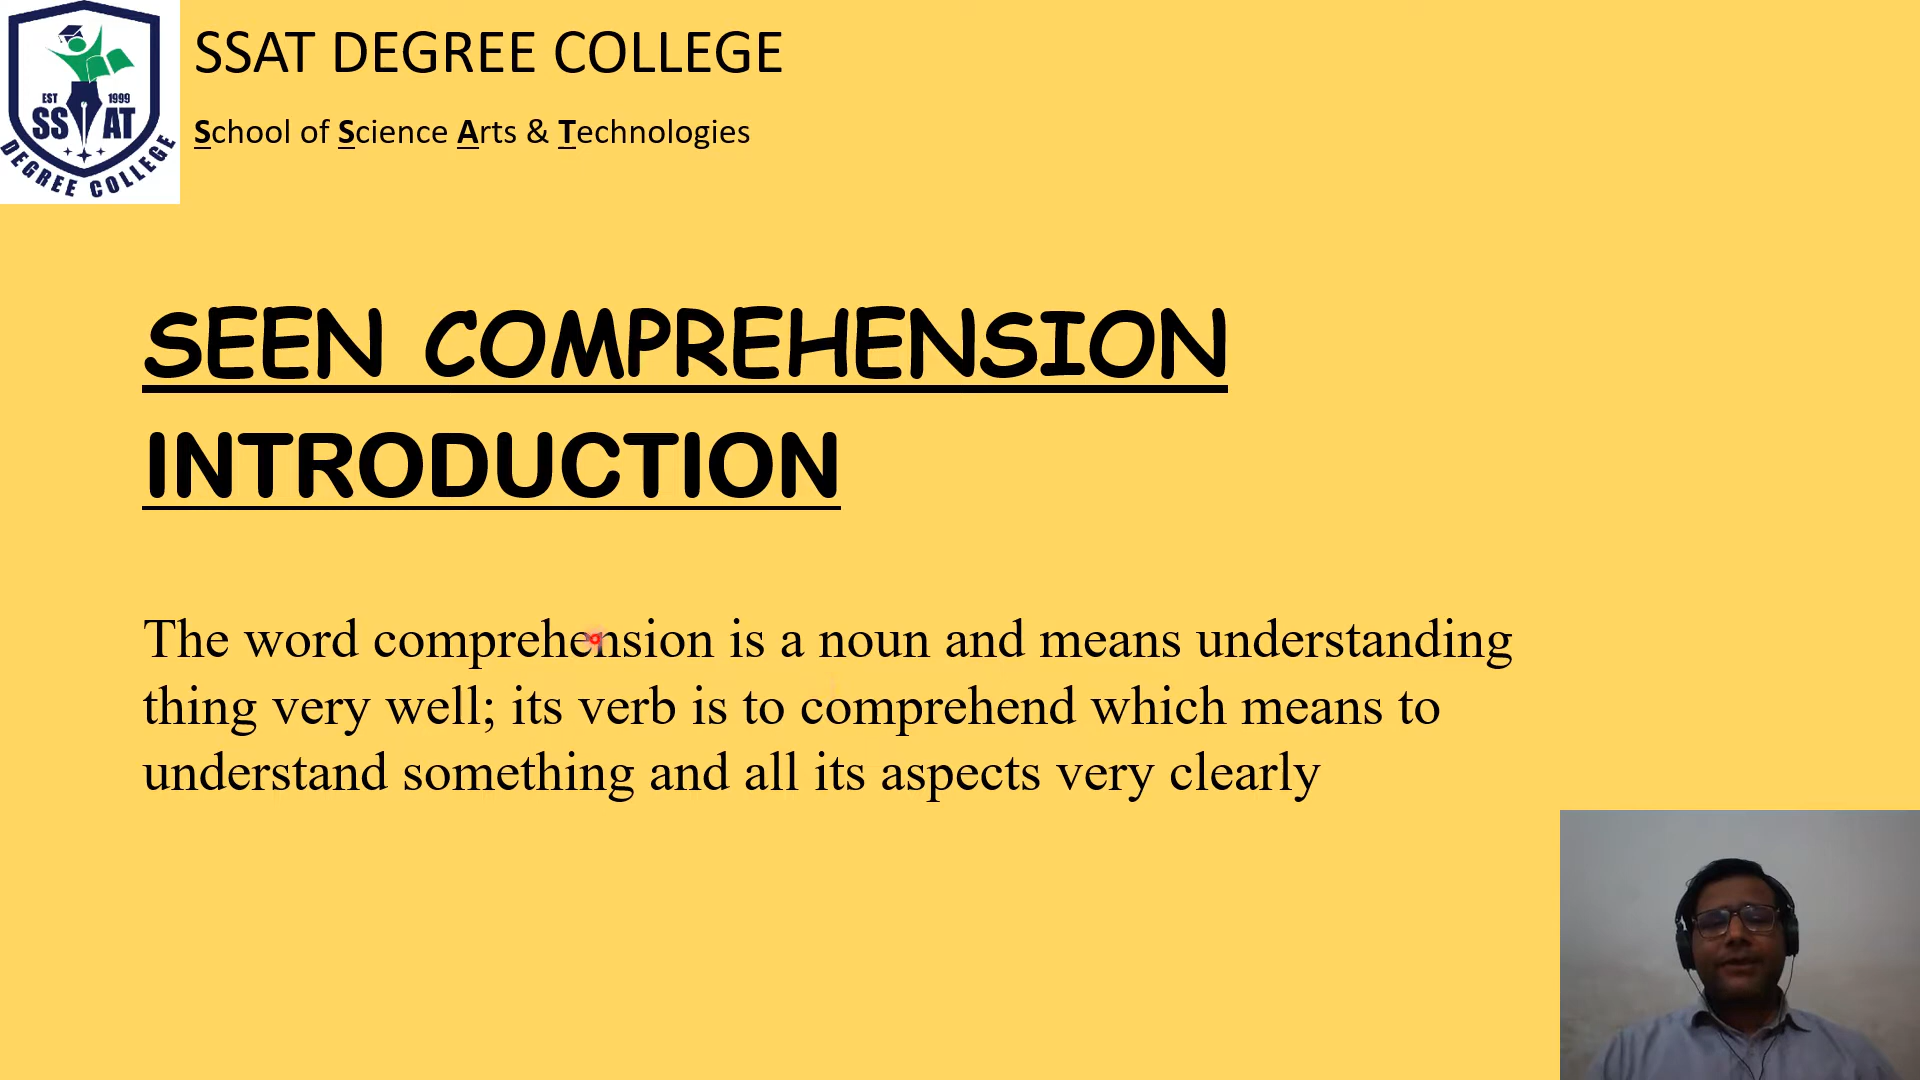 SSAT DEGREE COLLEGE
School of Science Arts & Technologies
EST 1999
SS AT
DEGREE COLLEGE
SEEN COMPREHENSION
INTRODUCTION
The word comprehension is a noun and means understanding
thing very well; its verb is to comprehend which means to
understand something and all its aspects very clearly